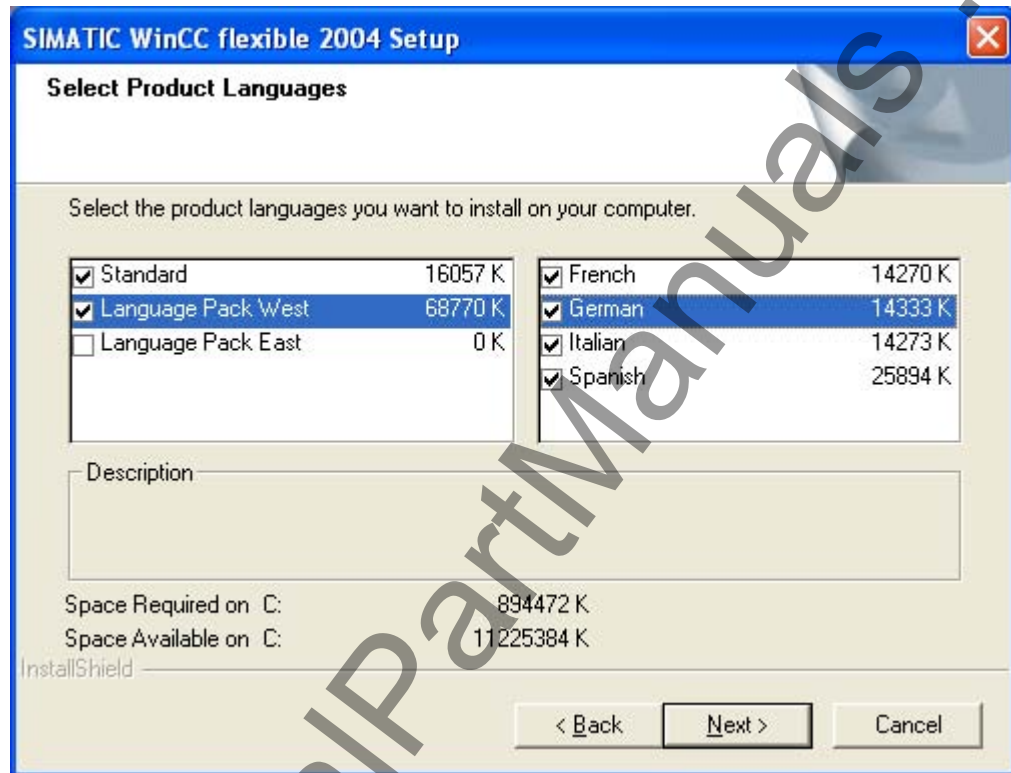 SIMATIC WinCC flexible 2004 Setup
Select Product Languages
Select the product languages you want to install on your computer.
Standard 16057 K
Language Pack West 68770 K
Language Pack East 0 K
French 14270 K
German 14333 K
Italian 14273 K
Spanish 25894 K
Description
Space Required on C: 894472 K
Space Available on C: 11225384 K
InstallShield
< Back
Next >
Cancel
lPartManuals.